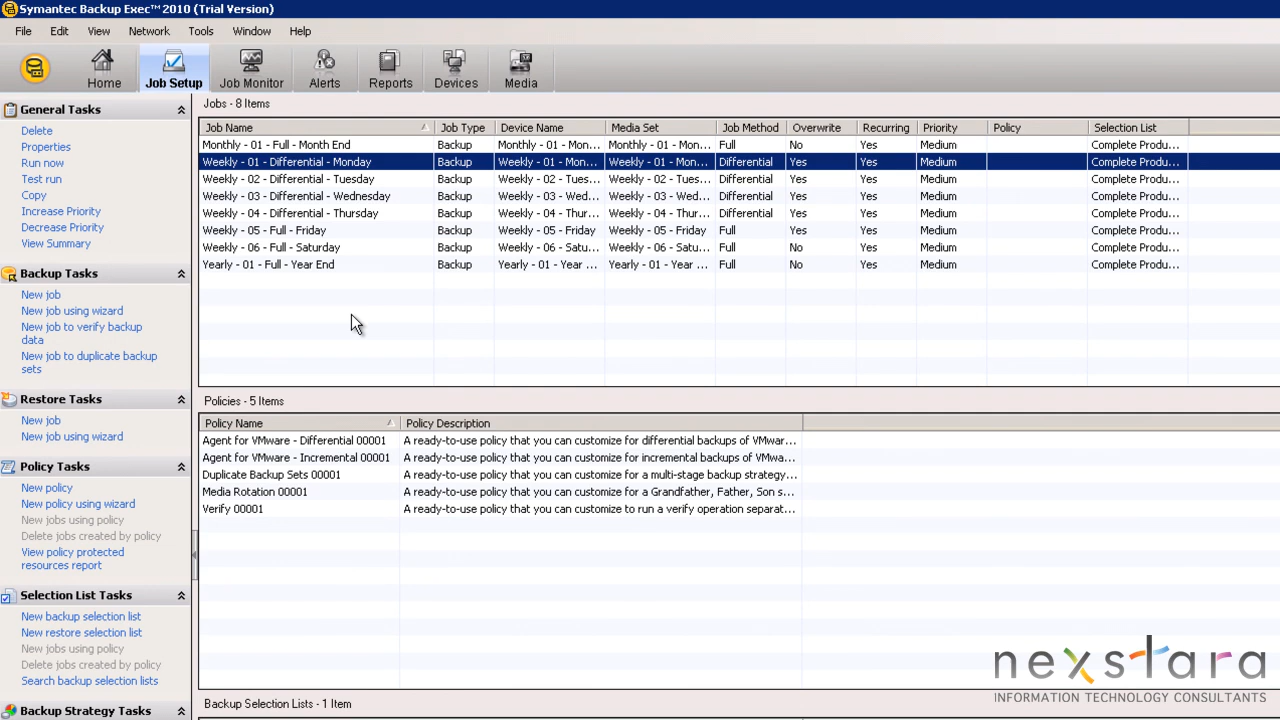 Symantec Backup Exec™ 2010 (Trial Version)
File Edit View Network Tools Window Help
Home Job Setup Job Monitor Alerts Reports Devices Media
General Tasks
Delete
Properties
Run now
Test run
Copy
Increase Priority
Decrease Priority
View Summary
Backup Tasks
New job
New job using wizard
New job to verify backup
data
New job to duplicate backup
sets
Restore Tasks
New job
New job using wizard
Policy Tasks
New policy
New policy using wizard
New jobs using policy
Delete jobs created by policy
View policy protected
resources report
Selection List Tasks
New backup selection list
New restore selection list
New jobs using policy
Delete jobs created by policy
Search backup selection lists
Backup Strategy Tasks
Jobs - 8 Items
Job Name Job Type Device Name Media Set Job Method Overwrite Recurring Priority Policy Selection List
Monthly - 01 - Full - Month End Backup Monthly - 01 - Mon... Monthly - 01 - Mon... Full No Yes Medium Complete Produ...
Weekly - 01 - Differential - Monday Backup Weekly - 01 - Mon... Weekly - 01 - Mon... Differential Yes Yes Medium Complete Produ...
Weekly - 02 - Differential - Tuesday Backup Weekly - 02 - Tues... Weekly - 02 - Tues... Differential Yes Yes Medium Complete Produ...
Weekly - 03 - Differential - Wednesday Backup Weekly - 03 - Wed... Weekly - 03 - Wed... Differential Yes Yes Medium Complete Produ...
Weekly - 04 - Differential - Thursday Backup Weekly - 04 - Thur... Weekly - 04 - Thur... Differential Yes Yes Medium Complete Produ...
Weekly - 05 - Full - Friday Backup Weekly - 05 - Friday Weekly - 05 - Friday Full Yes Yes Medium Complete Produ...
Weekly - 06 - Full - Saturday Backup Weekly - 06 - Satu... Weekly - 06 - Satu... Full No Yes Medium Complete Produ...
Yearly - 01 - Full - Year End Backup Yearly - 01 - Year ... Yearly - 01 - Year ... Full No Yes Medium Complete Produ...
Policies - 5 Items
Policy Name Policy Description
Agent for VMware - Differential 00001 A ready-to-use policy that you can customize for differential backups of VMwar...
Agent for VMware - Incremental 00001 A ready-to-use policy that you can customize for incremental backups of VMwa...
Duplicate Backup Sets 00001 A ready-to-use policy that you can customize for a multi-stage backup strategy...
Media Rotation 00001 A ready-to-use policy that you can customize for a Grandfather, Father, Son s...
Verify 00001 A ready-to-use policy that you can customize to run a verify operation separat...
Backup Selection Lists - 1 Item
nexstara
INFORMATION TECHNOLOGY CONSULTANTS